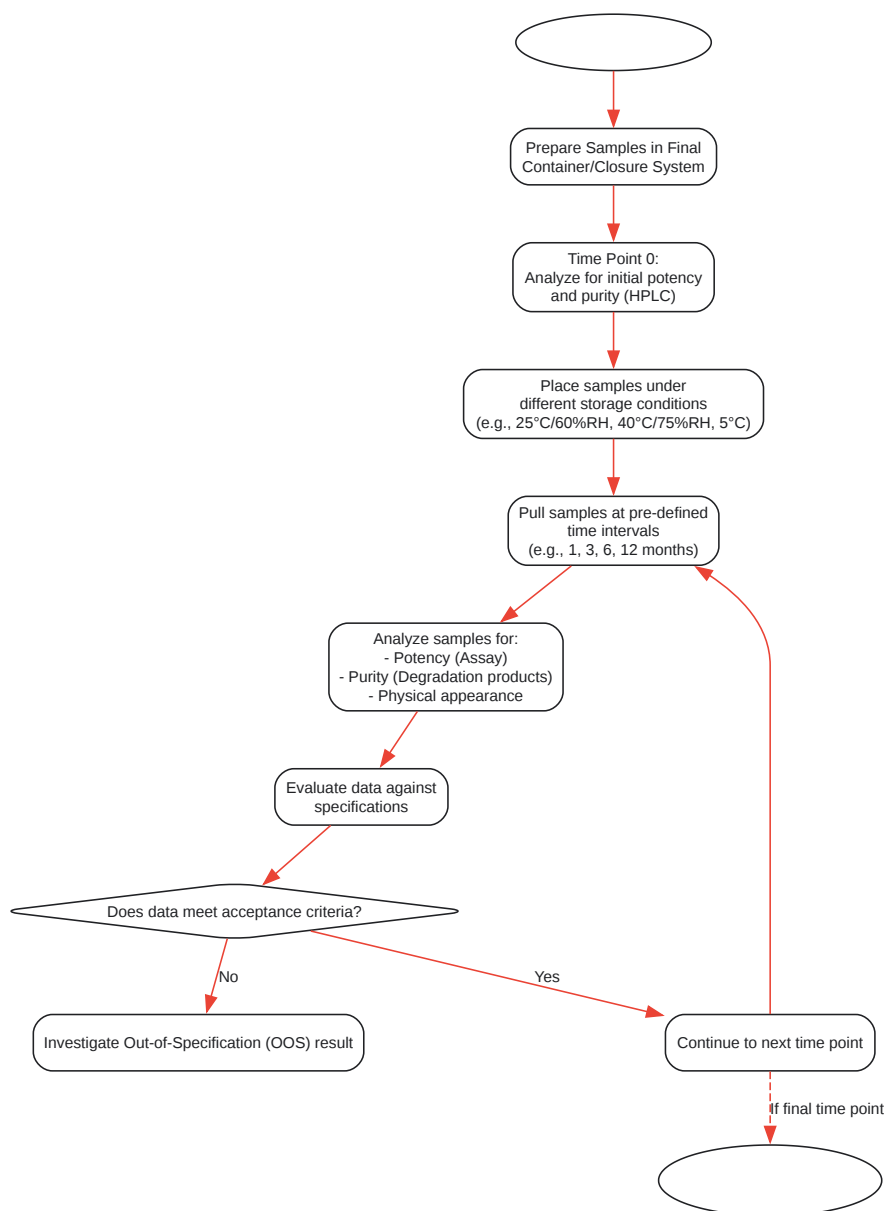 Prepare Samples in Final
Container/Closure System
Time Point 0:
Analyze for initial potency
and purity (HPLC)
Place samples under
different storage conditions
(e.g., 25°C/60%RH, 40°C/75%RH, 5°C)
Pull samples at pre-defined
time intervals
(e.g., 1, 3, 6, 12 months)
Analyze samples for:
- Potency (Assay)
- Purity (Degradation products)
- Physical appearance
Evaluate data against
specifications
Does data meet acceptance criteria?
No
Yes
Investigate Out-of-Specification (OOS) result
Continue to next time point
If final time point